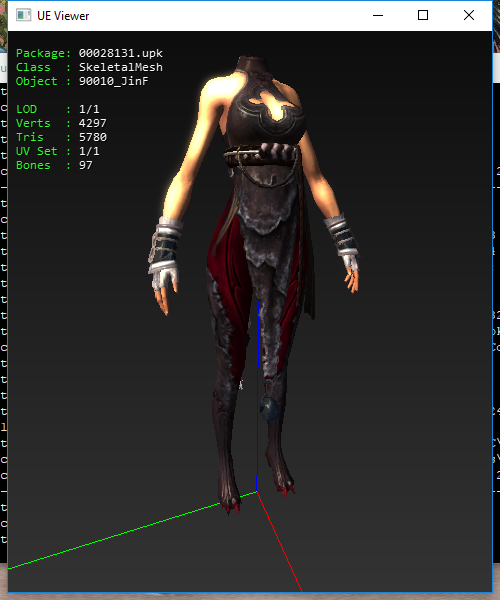 UE Viewer
Package: 00028131.upk
Class : SkeletalMesh
Object : 90010_JinF
LOD : 1/1
Verts : 4297
Tris : 5780
UV Set : 1/1
Bones : 97